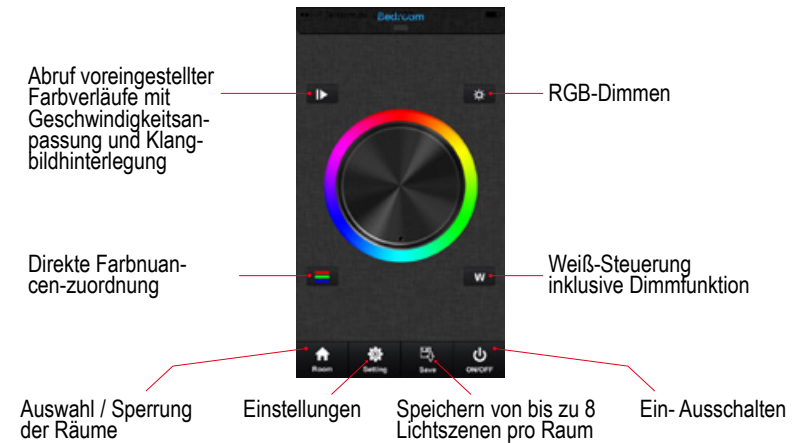 Bedroom
Abruf voreingestellter
Farbverläufe mit
Geschwindigkeitsan-
passung und Klang-
bildhinterlegung
RGB-Dimmen
Direkte Farbnuan-
cen-zuordnung
W
Weiß-Steuerung
inklusive Dimmfunktion
Room
Setting
Save
ON/OFF
Auswahl / Sperrung
der Räume
Einstellungen
Speichern von bis zu 8
Lichtszenen pro Raum
Ein- Ausschalten